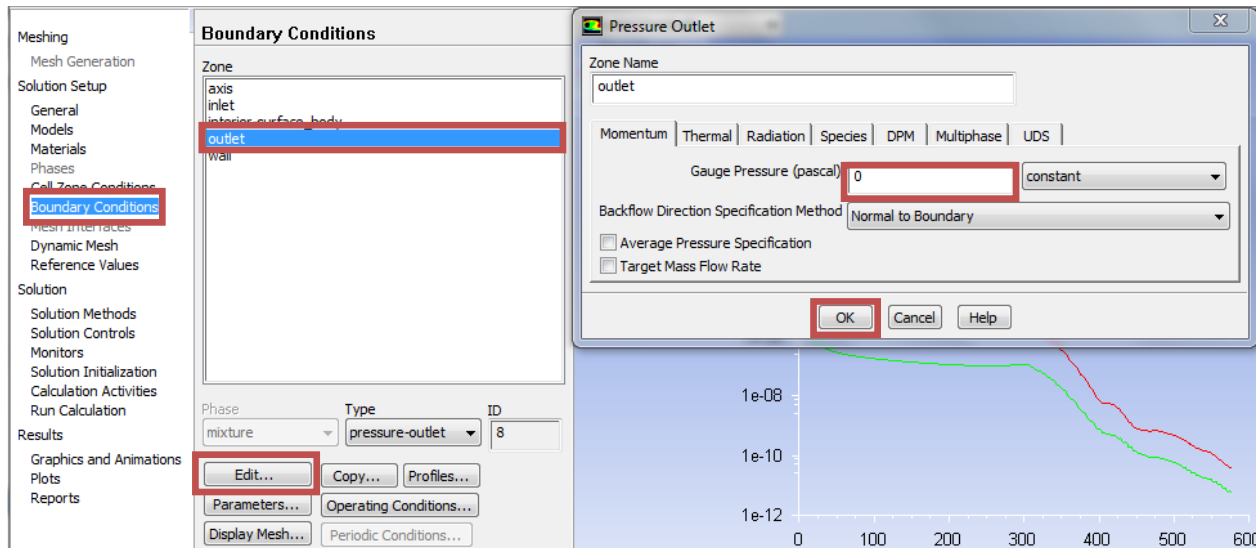 Meshing
Mesh Generation
Solution Setup
General
Models
Materials
Phases
Cell Zone Conditions
Boundary Conditions
Mesh Interfaces
Dynamic Mesh
Reference Values
Solution
Solution Methods
Solution Controls
Monitors
Solution Initialization
Calculation Activities
Run Calculation
Results
Graphics and Animations
Plots
Reports
Boundary Conditions
Zone
axis
inlet
interior-surface_body
outlet
wall
Phase
Type
ID
mixture
pressure-outlet
8
Edit...
Copy...
Profiles...
Parameters...
Operating Conditions...
Display Mesh...
Periodic Conditions...
Pressure Outlet
Zone Name
outlet
Momentum Thermal Radiation Species DPM Multiphase UDS
Gauge Pressure (pascal) 0 constant
Backflow Direction Specification Method Normal to Boundary
Average Pressure Specification
Target Mass Flow Rate
OK Cancel Help
1e-08
1e-10
1e-12
0 100 200 300 400 500 600